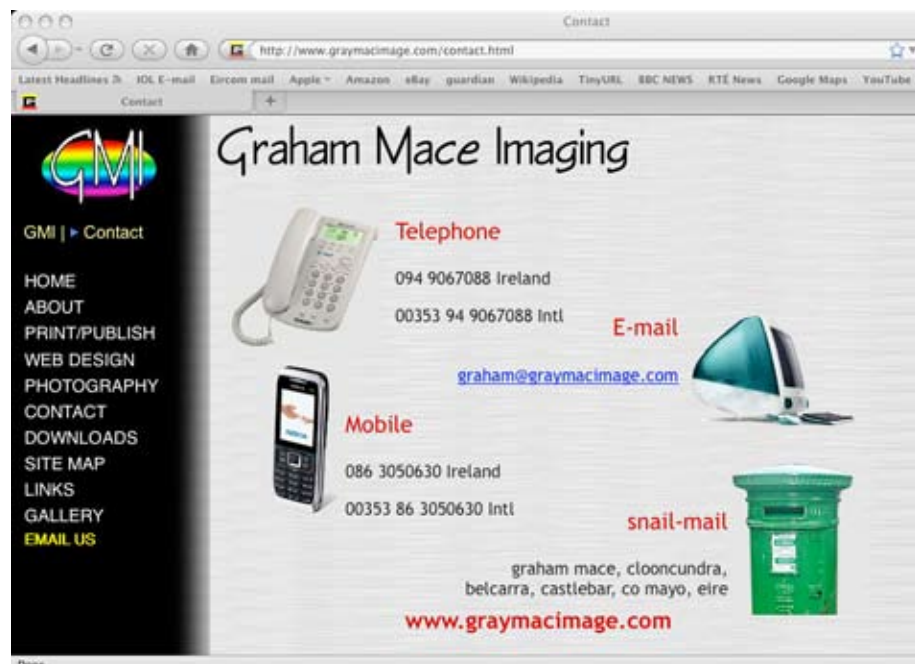 Contact
http://www.graymacimage.com/contact.html
Latest Headlines IOL E-mail Eircom mail Apple Amazon eBay guardian Wikipedia TinyURL BBC NEWS RTÉ News Google Maps YouTube
Contact
GMI
Graham Mace Imaging
GMI | ▸ Contact
HOME
ABOUT
PRINT/PUBLISH
WEB DESIGN
PHOTOGRAPHY
CONTACT
DOWNLOADS
SITE MAP
LINKS
GALLERY
EMAIL US
Telephone
094 9067088 Ireland
00353 94 9067088 Intl
E-mail
graham@graymacimage.com
Mobile
086 3050630 Ireland
00353 86 3050630 Intl
snail-mail
graham mace, clooncundra,
belcarra, castlebar, co mayo, eire
www.graymacimage.com